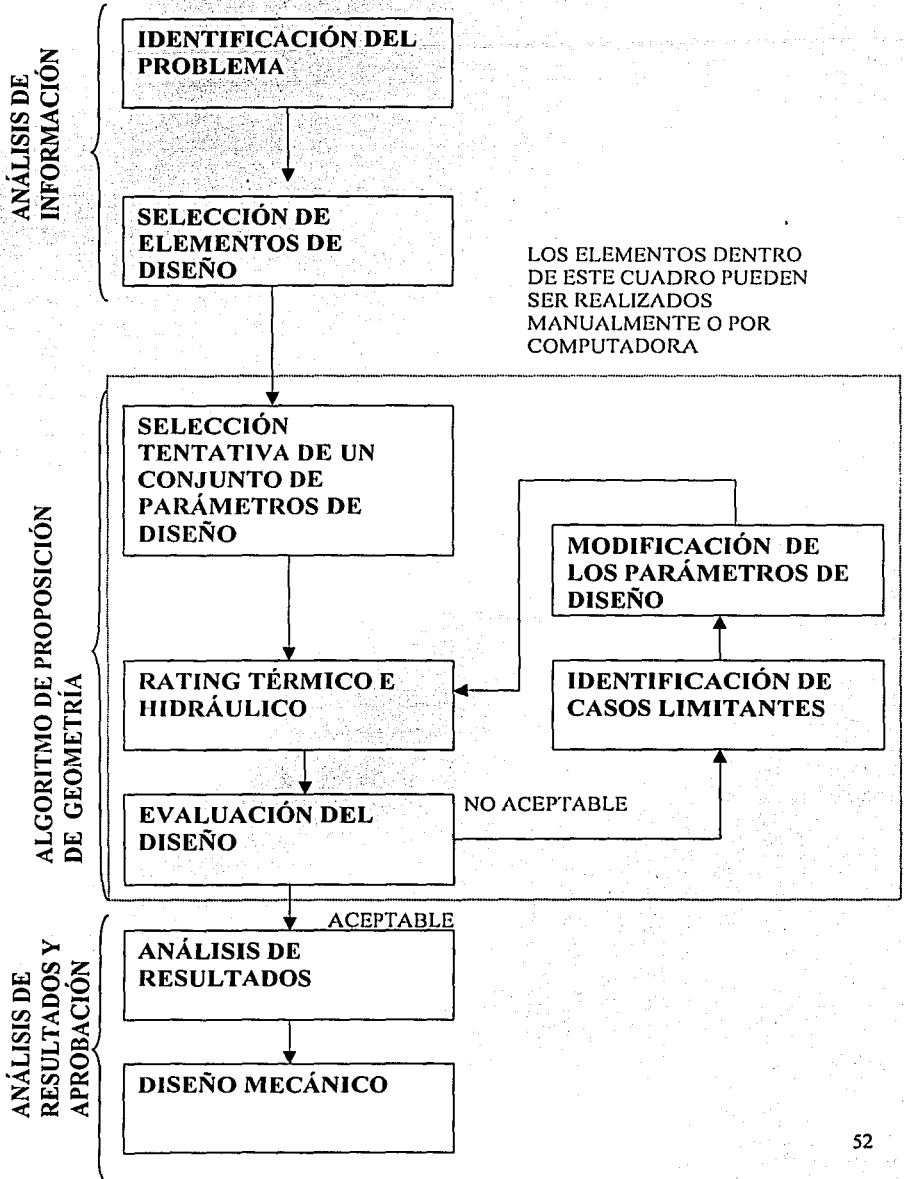 ANÁLISIS DE
INFORMACIÓN
IDENTIFICACIÓN DEL
PROBLEMA
SELECCIÓN DE
ELEMENTOS DE
DISEÑO
LOS ELEMENTOS DENTRO
DE ESTE CUADRO PUEDEN
SER REALIZADOS
MANUALMENTE O POR
COMPUTADORA
ALGORITMO DE PROPOSICIÓN
DE GEOMETRÍA
SELECCIÓN
TENTATIVA DE UN
CONJUNTO DE
PARÁMETROS DE
DISEÑO
MODIFICACIÓN DE
LOS PARÁMETROS DE
DISEÑO
RATING TÉRMICO E
HIDRÁULICO
IDENTIFICACIÓN DE
CASOS LIMITANTES
EVALUACIÓN DEL
DISEÑO
NO ACEPTABLE
ACEPTABLE
ANÁLISIS DE
RESULTADOS Y
APROBACIÓN
ANÁLISIS DE
RESULTADOS
DISEÑO MECÁNICO
52